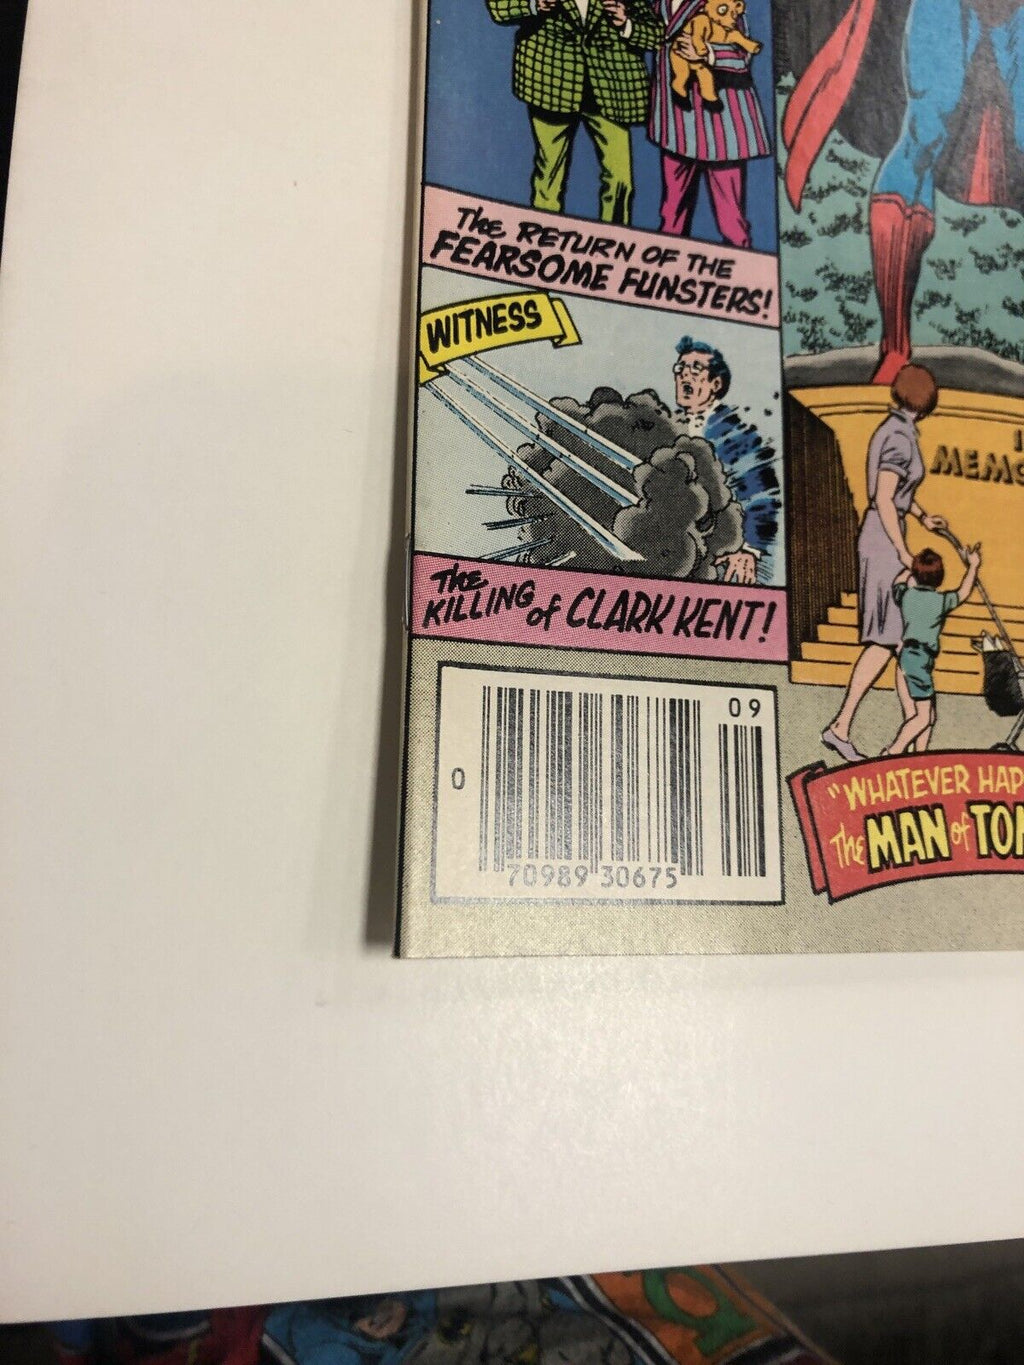 The RETURN OF THE
FEARSOME FUNSTERS!
WITNESS
The
KILLING of CLARK KENT!
09
0
70989 30675
I
MEMO
"WHATEVER HAP
The MAN of TOM